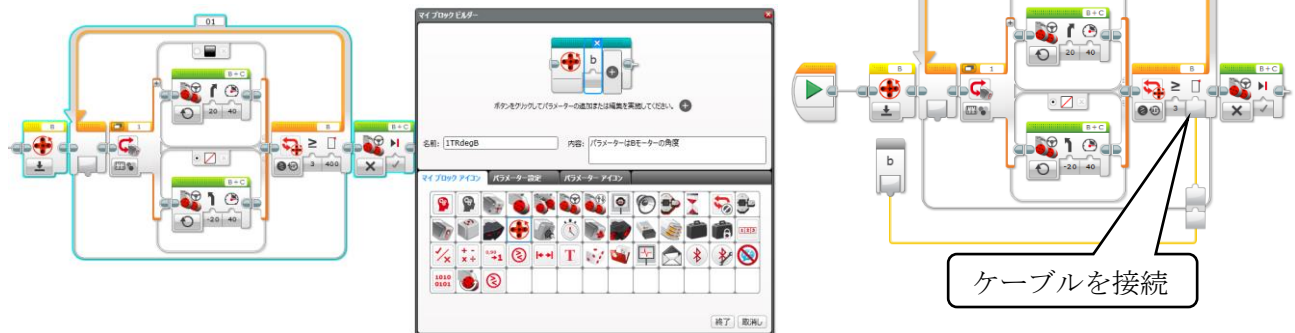 01
B + C
20 40
B
1
B
B + C
≥
3 400
B + C
-20 40
マイ ブロック ビルダー
b
ボタンをクリックしてパラメーターの追加または編集を実施してください。
名前: 1TRdegB
内容: パラメーターはBモーターの角度
マイ ブロック アイコン
パラメーター設定
パラメーター アイコン
T
1010
0101
終了
取消し
B + C
20 40
B
1
B
B + C
≥
3
B + C
-20 40
b
ケーブルを接続